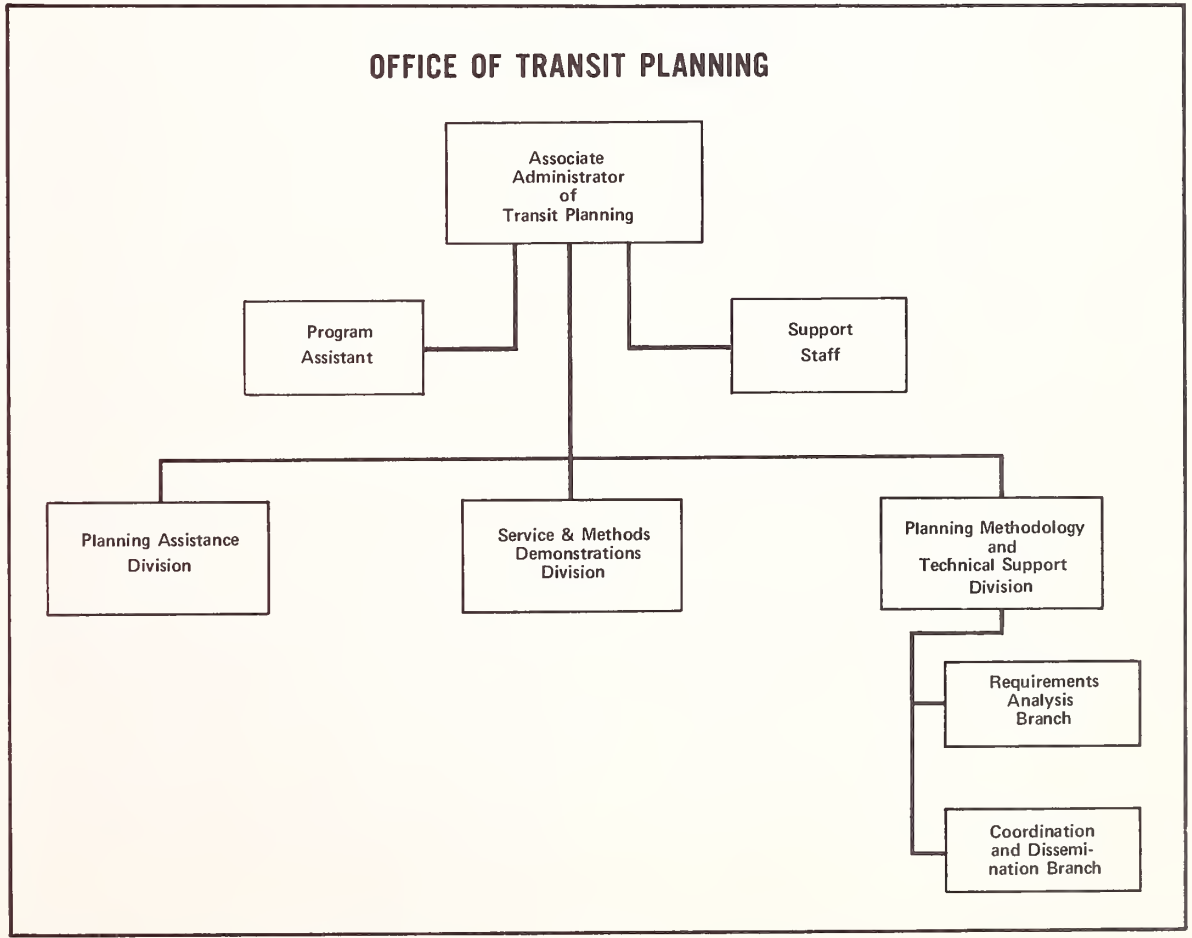 OFFICE OF TRANSIT PLANNING
Associate
Administrator
of
Transit Planning
Program
Assistant
Support
Staff
Planning Assistance
Division
Service & Methods
Demonstrations
Division
Planning Methodology
and
Technical Support
Division
Requirements
Analysis
Branch
Coordination
and Dissemi-
nation Branch